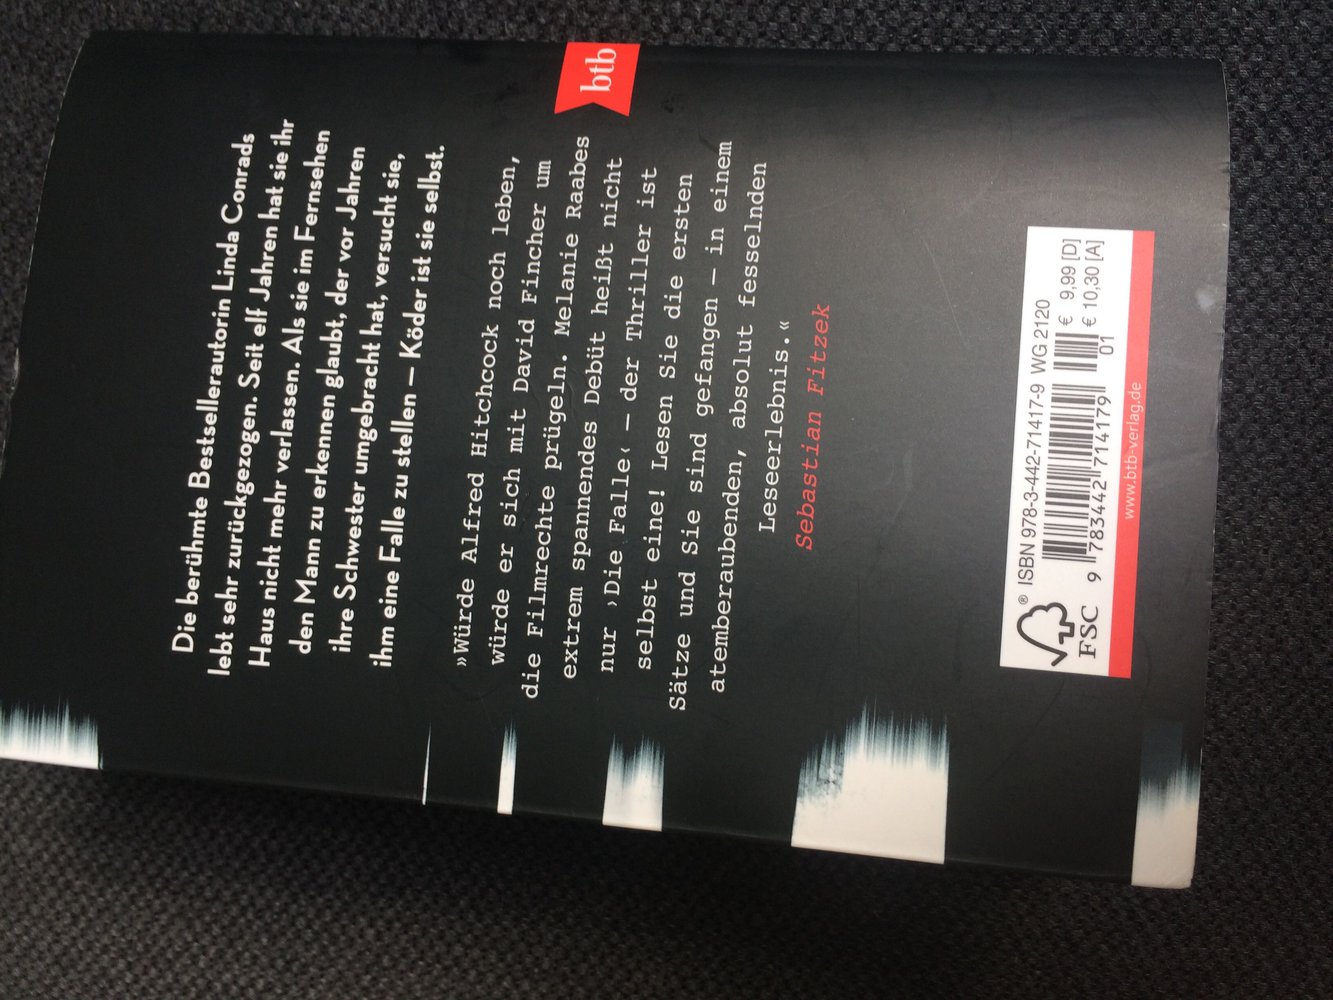 btb
Die berühmte Bestsellerautorin Linda Conrads
lebt sehr zurückgezogen. Seit elf Jahren hat sie ihr
Haus nicht mehr verlassen. Als sie im Fernsehen
den Mann zu erkennen glaubt, der vor Jahren
ihre Schwester umgebracht hat, versucht sie,
ihm eine Falle zu stellen – Köder ist sie selbst.
»Würde Alfred Hitchcock noch leben,
würde er sich mit David Fincher um
die Filmrechte prügeln. Melanie Raabes
extrem spannendes Debüt heißt nicht
nur ›Die Falle‹ – der Thriller ist
selbst eine! Lesen Sie die ersten
Sätze und Sie sind gefangen – in einem
atemberaubenden, absolut fesselnden
Leseerlebnis.«
Sebastian Fitzek
® ISBN 978-3-442-71417-9 WG 2120
€ 9,99 [D]
€ 10,30 [A]
FSC
9 783442 714179
01
www.btb-verlag.de